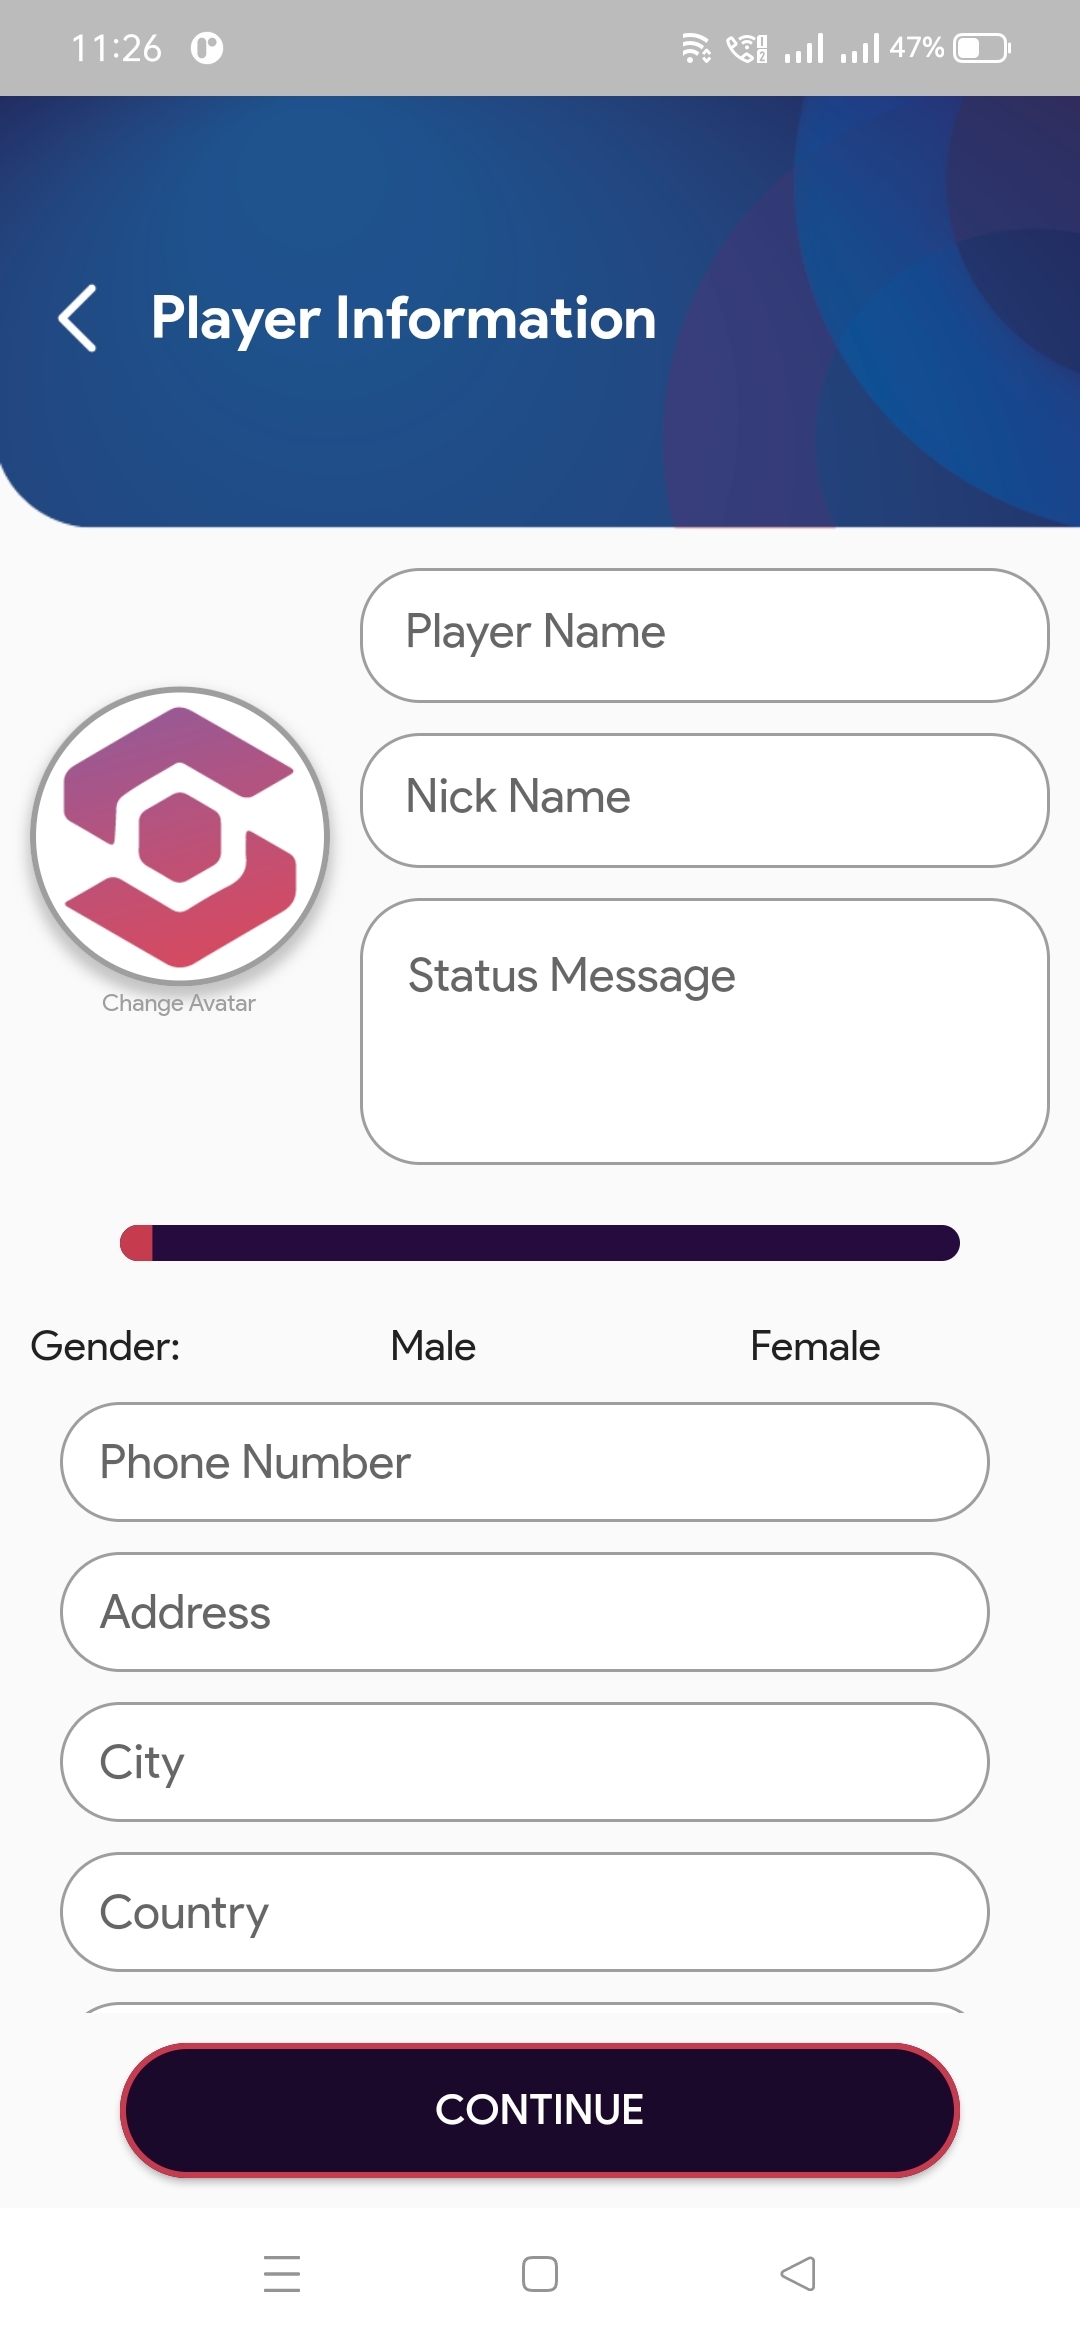 11:26
47%
Player Information
Player Name
Nick Name
Status Message
Change Avatar
Gender: Male Female
Phone Number
Address
City
Country
CONTINUE